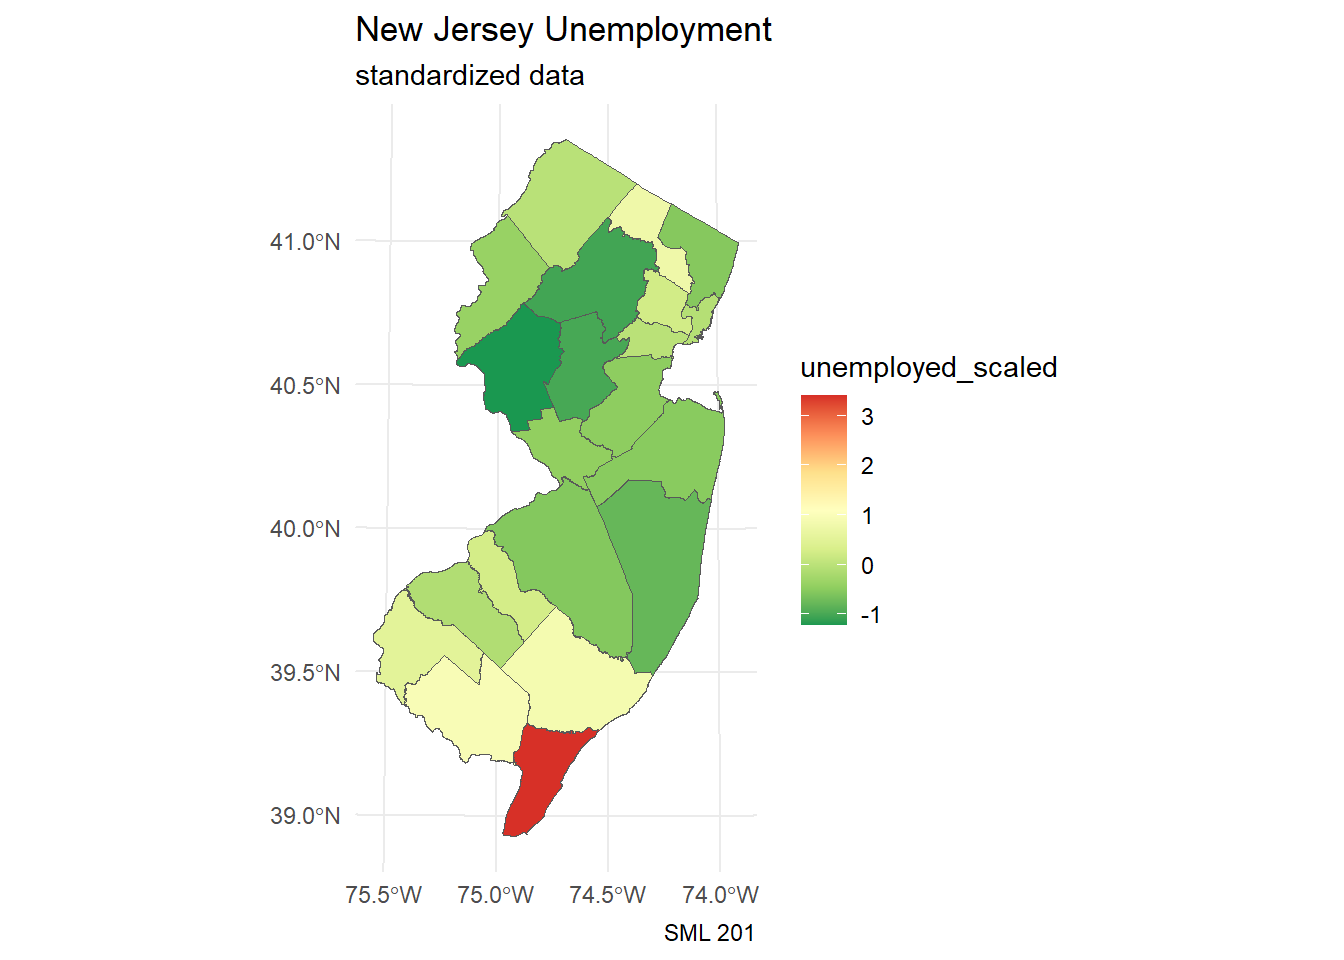 New Jersey Unemployment
standardized data
41.0°N
40.5°N
40.0°N
39.5°N
39.0°N
75.5°W
75.0°W
74.5°W
74.0°W
unemployed_scaled
3
2
1
0
-1
SML 201